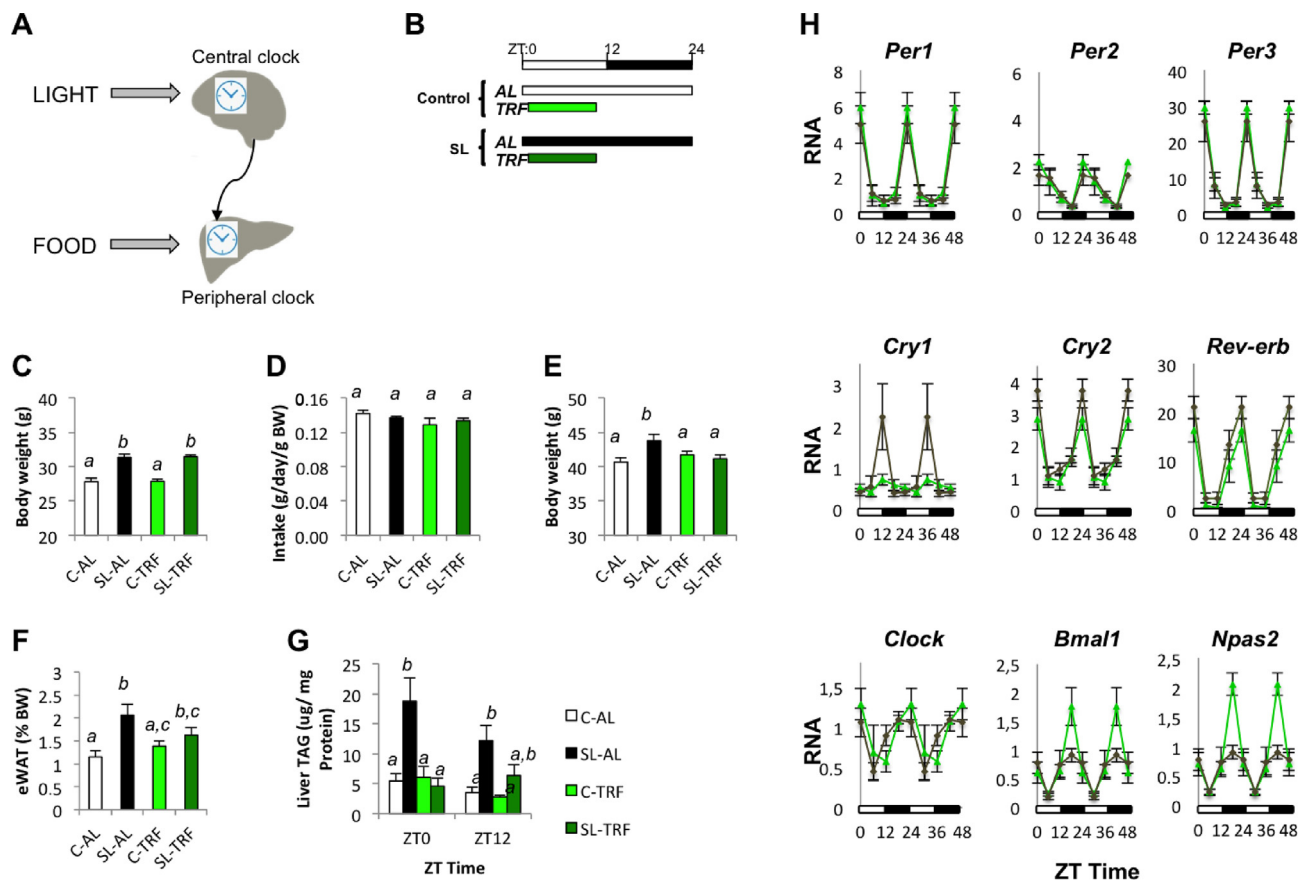 A
Central clock
LIGHT
FOOD
Peripheral clock
B
ZT:0 12 24
Control
AL
TRF
SL
AL
TRF
C
Body weight (g)
35
30
25
20
a b a b
C-AL SL-AL C-TRF SL-TRF
D
Intake (g/day/g BW)
0.16
0.12
0.08
0.04
0.00
a a a a
C-AL SL-AL C-TRF SL-TRF
E
Body weight (g)
50
45
40
35
30
a b a a
C-AL SL-AL C-TRF SL-TRF
F
eWAT (% BW)
3
2.5
2
1.5
1
0.5
0
a b a,c b,c
C-AL SL-AL C-TRF SL-TRF
G
Liver TAG (ug/ mg
Protein)
25
20
15
10
5
0
a b a a a b a a,b
ZT0 ZT12
ZT Time
C-AL
SL-AL
C-TRF
SL-TRF
H
Per1
RNA
8
6
4
2
0
0 12 24 36 48
Per2
6
4
2
0
0 12 24 36 48
Per3
40
30
20
10
0
0 12 24 36 48
Cry1
RNA
3
2
1
0
0 12 24 36 48
Cry2
4
3
2
1
0
0 12 24 36 48
Rev-erb
30
20
10
0
0 12 24 36 48
Clock
RNA
1,5
1
0.5
0
0 12 24 36 48
Bmal1
2,5
2
1,5
1
0,5
0
0 12 24 36 48
Npas2
2,5
2
1,5
1
0,5
0
0 12 24 36 48
ZT Time